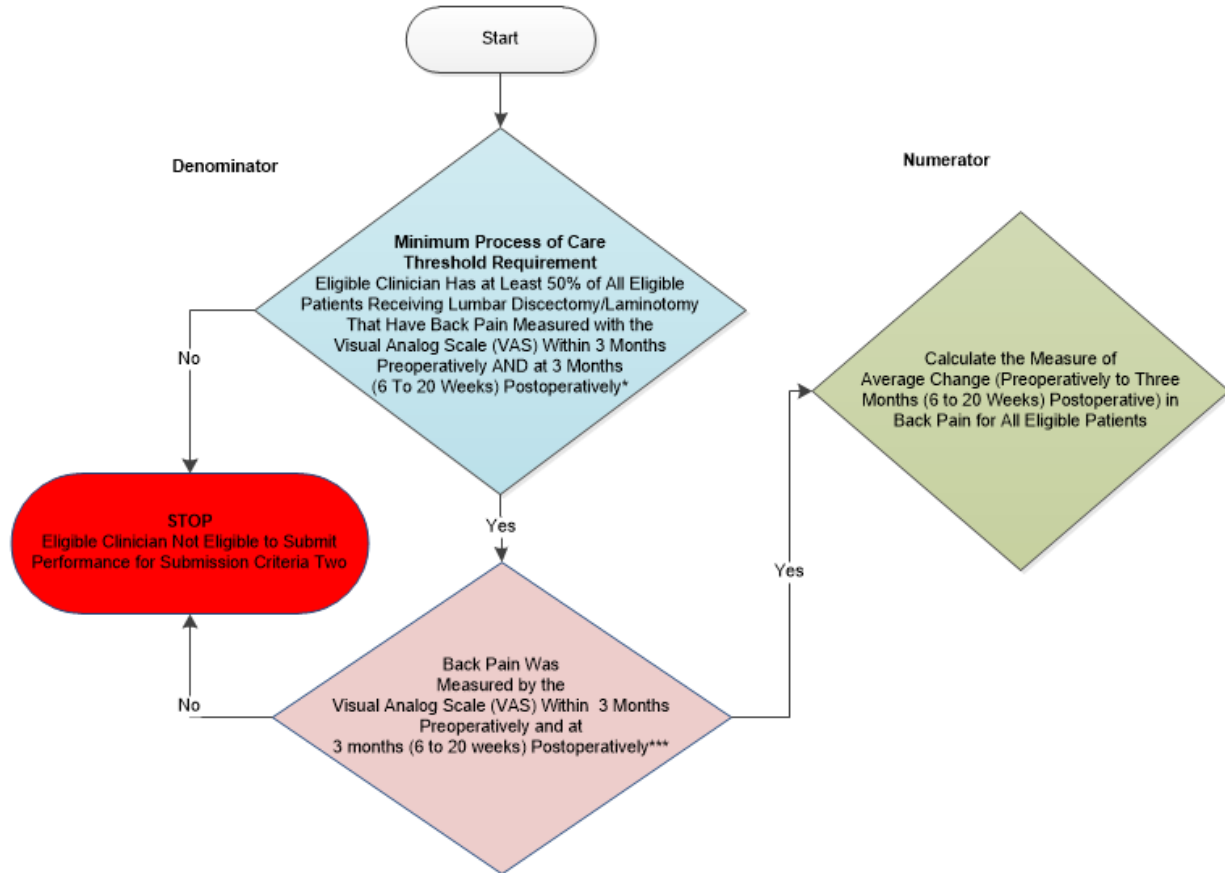 Start
Denominator
Numerator
Minimum Process of Care
Threshold Requirement
Eligible Clinician Has at Least 50% of All Eligible
Patients Receiving Lumbar Discectomy/Laminotomy
That Have Back Pain Measured with the
Visual Analog Scale (VAS) Within 3 Months
Preoperatively AND at 3 Months
(6 To 20 Weeks) Postoperatively*
No
Calculate the Measure of
Average Change (Preoperatively to Three
Months (6 to 20 Weeks) Postoperative) in
Back Pain for All Eligible Patients
STOP
Eligible Clinician Not Eligible to Submit
Performance for Submission Criteria Two
Yes
Yes
Back Pain Was
Measured by the
Visual Analog Scale (VAS) Within 3 Months
Preoperatively and at
3 months (6 to 20 weeks) Postoperatively***
No